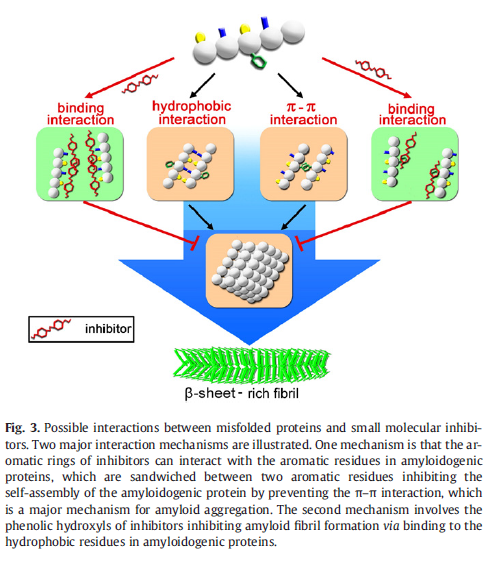 binding
interaction
hydrophobic
interaction
π - π
interaction
binding
interaction
inhibitor
β-sheet - rich fibril
Fig. 3. Possible interactions between misfolded proteins and small molecular inhibi-
tors. Two major interaction mechanisms are illustrated. One mechanism is that the ar-
omatic rings of inhibitors can interact with the aromatic residues in amyloidogenic
proteins, which are sandwiched between two aromatic residues inhibiting the
self-assembly of the amyloidogenic protein by preventing the π–π interaction, which
is a major mechanism for amyloid aggregation. The second mechanism involves the
phenolic hydroxyls of inhibitors inhibiting amyloid fibril formation via binding to the
hydrophobic residues in amyloidogenic proteins.